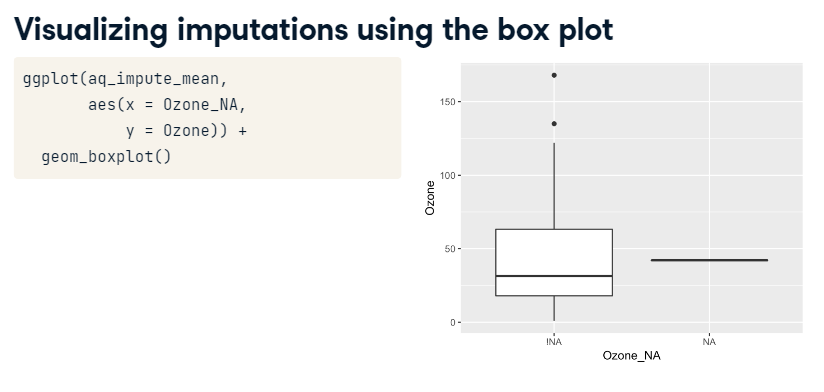 Visualizing imputations using the box plot
ggplot(aq_impute_mean,
       aes(x = Ozone_NA,
           y = Ozone)) +
  geom_boxplot()
150
100
50
0
Ozone
!NA NA
Ozone_NA